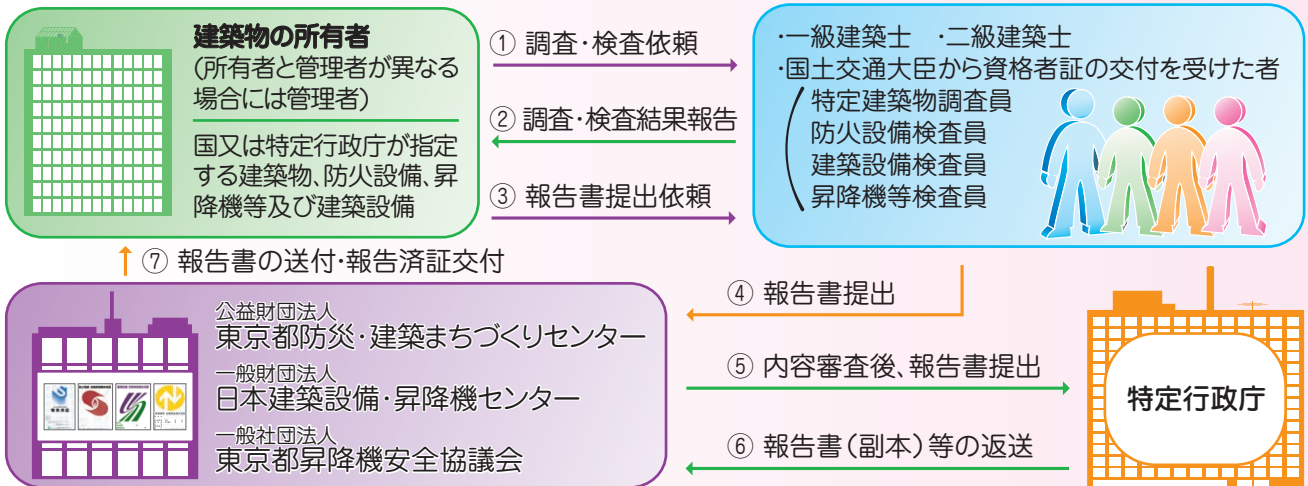 建築物の所有者
(所有者と管理者が異なる
場合には管理者)
国又は特定行政庁が指定
する建築物、防火設備、昇
降機等及び建築設備
① 調査・検査依頼
② 調査・検査結果報告
③ 報告書提出依頼
・一級建築士 ・二級建築士
・国土交通大臣から資格者証の交付を受けた者
特定建築物調査員
防火設備検査員
建築設備検査員
昇降機等検査員
⑦ 報告書の送付・報告済証交付
公益財団法人
東京都防災・建築まちづくりセンター
一般財団法人
日本建築設備・昇降機センター
一般社団法人
東京都昇降機安全協議会
④ 報告書提出
⑤ 内容審査後、報告書提出
⑥ 報告書(副本)等の返送
特定行政庁